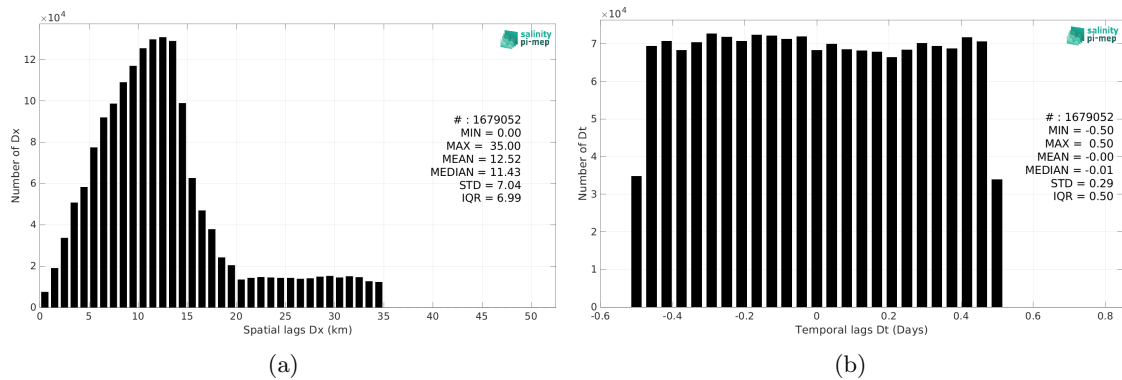 ×10⁴
salinity
pi-mep
12
10
8
6
4
2
0
Number of Dx
# : 1679052
MIN = 0.00
MAX = 35.00
MEAN = 12.52
MEDIAN = 11.43
STD = 7.04
IQR = 6.99
0 5 10 15 20 25 30 35 40 45 50
Spatial lags Dx (km)
(a)
×10⁴
salinity
pi-mep
7
6
5
4
3
2
1
0
Number of Dt
# : 1679052
MIN = -0.50
MAX = 0.50
MEAN = -0.00
MEDIAN = -0.01
STD = 0.29
IQR = 0.50
-0.6 -0.4 -0.2 0 0.2 0.4 0.6 0.8
Temporal lags Dt (Days)
(b)